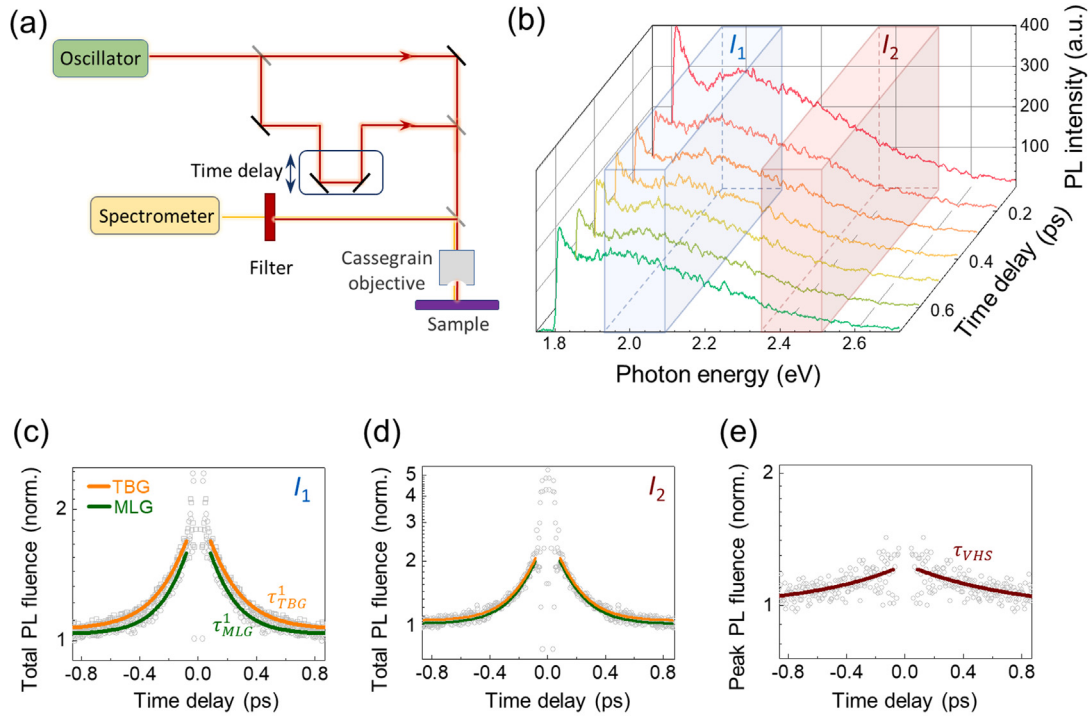 (a)
Oscillator
Time delay
Spectrometer
Filter
Cassegrain
objective
Sample
(b)
I₁
I₂
400
300
200
100
PL Intensity (a.u.)
0.2
0.4
0.6
Time delay (ps)
1.8
2.0
2.2
2.4
2.6
Photon energy (eV)
(c)
Total PL fluence (norm.)
2
1
TBG
MLG
I₁
τ¹TBG
τ¹MLG
-0.8 -0.4 0.0 0.4 0.8
Time delay (ps)
(d)
Total PL fluence (norm.)
5
4
3
2
1
I₂
-0.8 -0.4 0.0 0.4 0.8
Time delay (ps)
(e)
Peak PL fluence (norm.)
2
1
τVHS
-0.8 -0.4 0.0 0.4 0.8
Time delay (ps)